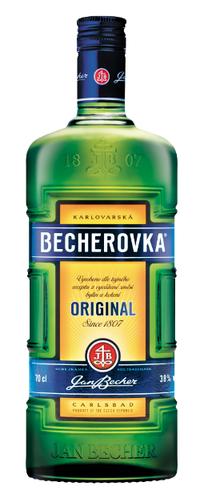 18 07
KARLOVARSKÁ
BECHEROVKA®
Vyrobeno dle tajného
receptu z vyvážené směsi
bylin a koření
ORIGINAL
Since 1807
JB
70 cl
38%
Jan Becher
CARLSBAD
PRODUCT OF THE CZECH REPUBLIC
JAN BECHER